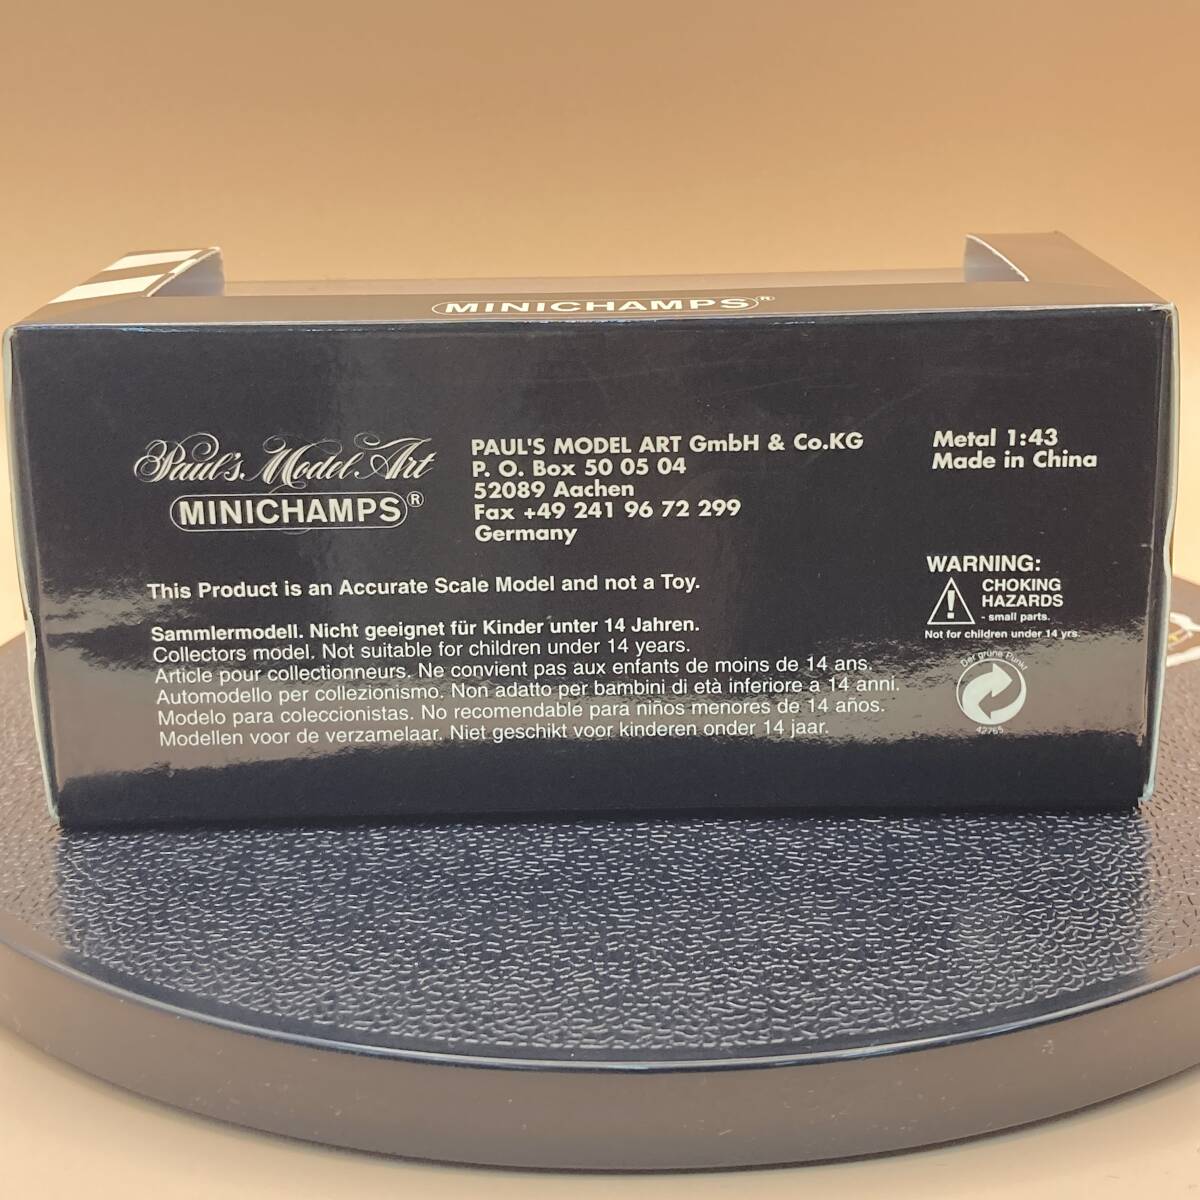 MINICHAMPS®
Paul's Model Art
MINICHAMPS®
PAUL'S MODEL ART GmbH & Co.KG
P. O. Box 50 05 04
52089 Aachen
Fax +49 241 96 72 299
Germany
Metal 1:43
Made in China
This Product is an Accurate Scale Model and not a Toy.
Sammlermodell. Nicht geeignet für Kinder unter 14 Jahren.
Collectors model. Not suitable for children under 14 years.
Article pour collectionneurs. Ne convient pas aux enfants de moins de 14 ans.
Automodello per collezionismo. Non adatto per bambini di età inferiore a 14 anni.
Modelo para coleccionistas. No recomendable para niños menores de 14 años.
Modellen voor de verzamelaar. Niet geschikt voor kinderen onder 14 jaar.
WARNING:
CHOKING
HAZARDS
- small parts.
Not for children under 14 yrs.
Der grüne Punkt
42765